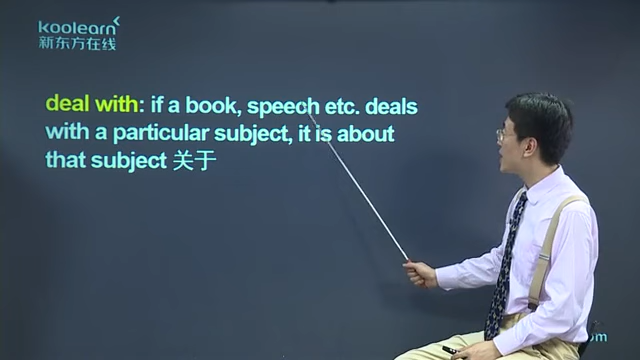 koolearn
新东方在线
deal with: if a book, speech etc. deals
with a particular subject, it is about
that subject 关于
om